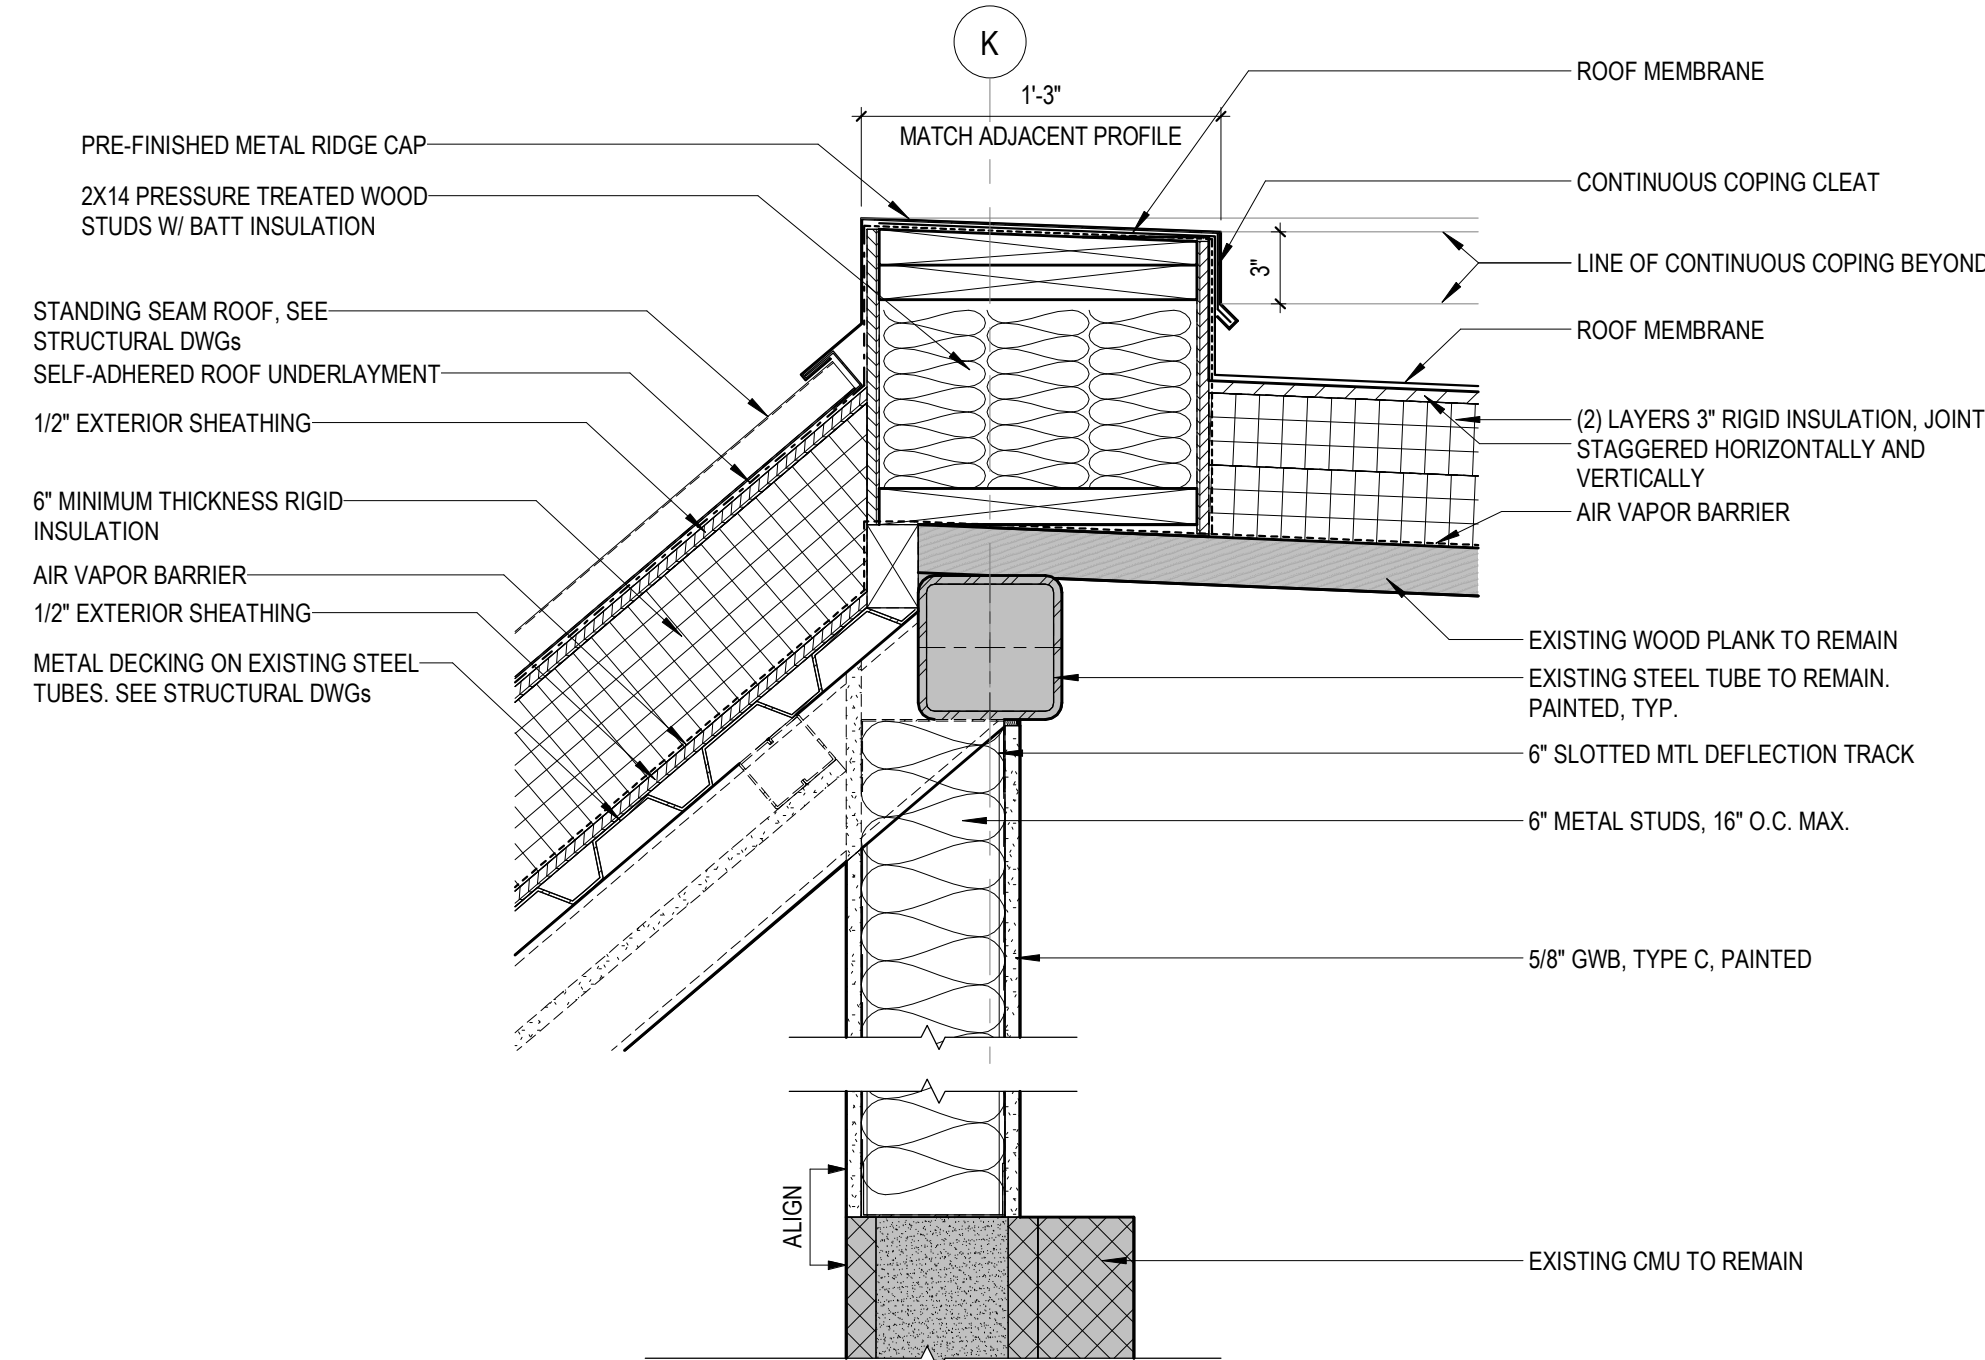 K
1'-3"
MATCH ADJACENT PROFILE
PRE-FINISHED METAL RIDGE CAP
2X14 PRESSURE TREATED WOOD
STUDS W/ BATT INSULATION
STANDING SEAM ROOF, SEE
STRUCTURAL DWGs
SELF-ADHERED ROOF UNDERLAYMENT
1/2" EXTERIOR SHEATHING
6" MINIMUM THICKNESS RIGID
INSULATION
AIR VAPOR BARRIER
1/2" EXTERIOR SHEATHING
METAL DECKING ON EXISTING STEEL
TUBES. SEE STRUCTURAL DWGs
3"
ROOF MEMBRANE
CONTINUOUS COPING CLEAT
LINE OF CONTINUOUS COPING BEYOND
ROOF MEMBRANE
(2) LAYERS 3" RIGID INSULATION, JOINT
STAGGERED HORIZONTALLY AND
VERTICALLY
AIR VAPOR BARRIER
EXISTING WOOD PLANK TO REMAIN
EXISTING STEEL TUBE TO REMAIN.
PAINTED, TYP.
6" SLOTTED MTL DEFLECTION TRACK
6" METAL STUDS, 16" O.C. MAX.
5/8" GWB, TYPE C, PAINTED
ALIGN
EXISTING CMU TO REMAIN